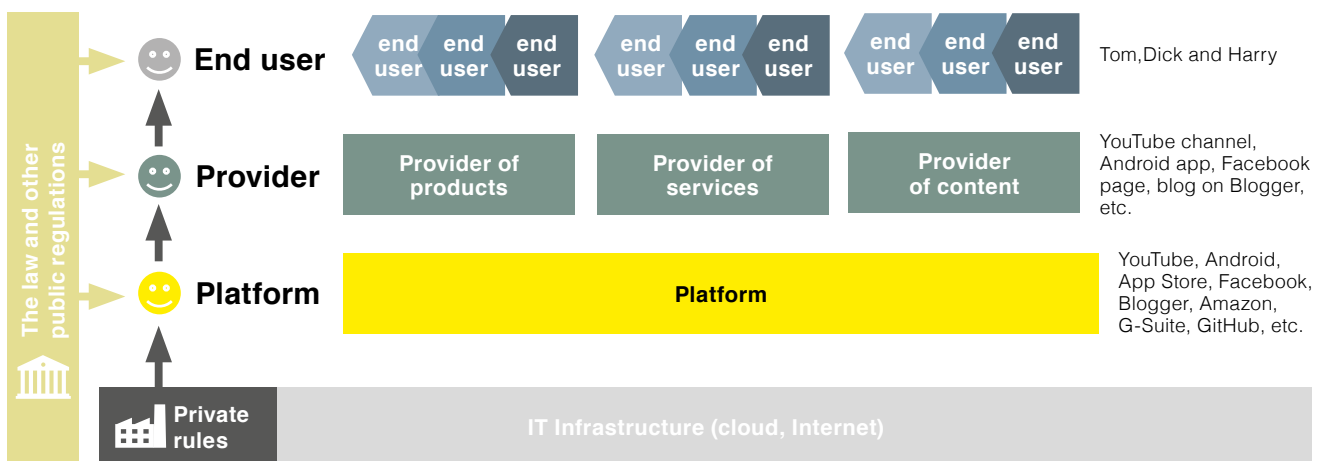 The law and other
public regulations
End user
end
user
end
user
end
user
end
user
end
user
end
user
end
user
end
user
end
user
Tom,Dick and Harry
Provider
Provider of
products
Provider of
services
Provider
of content
YouTube channel,
Android app, Facebook
page, blog on Blogger,
etc.
Platform
Platform
YouTube, Android,
App Store, Facebook,
Blogger, Amazon,
G-Suite, GitHub, etc.
Private
rules
IT Infrastructure (cloud, Internet)